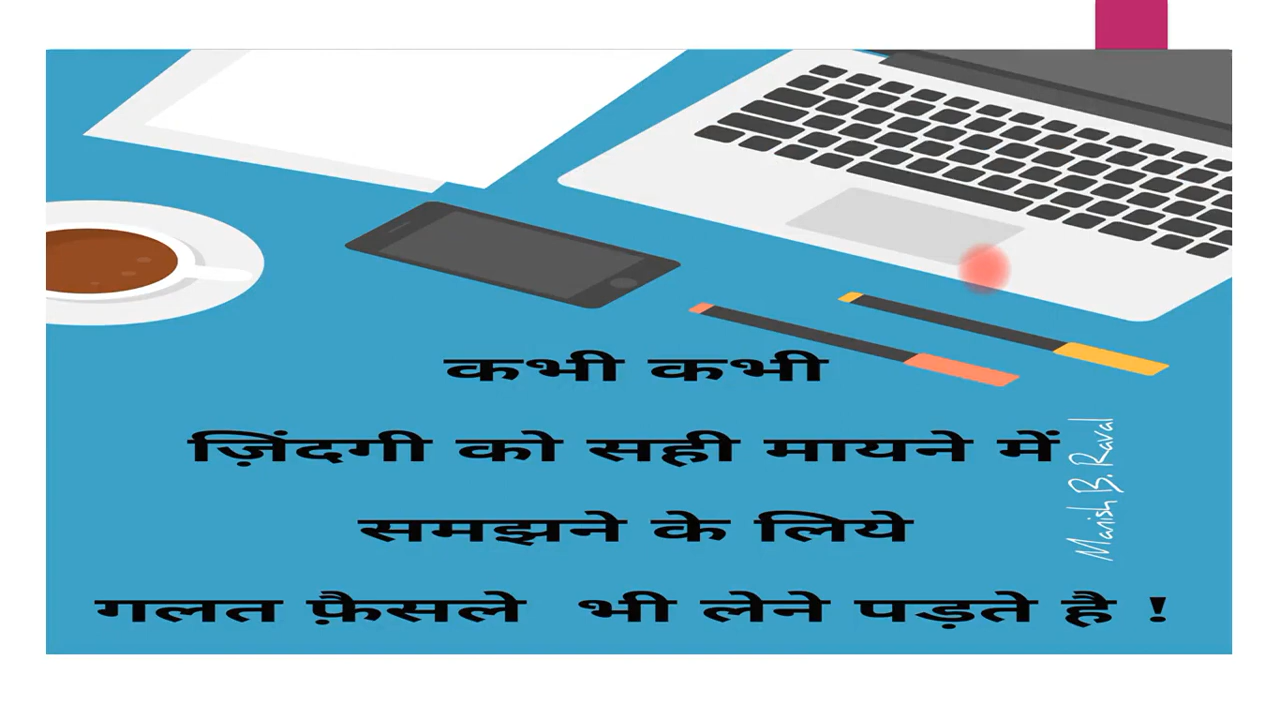 कभी कभी
ज़िंदगी को सही मायने में
समझने के लिये
गलत फ़ैसले भी लेने पड़ते है !
Manish B. Raval